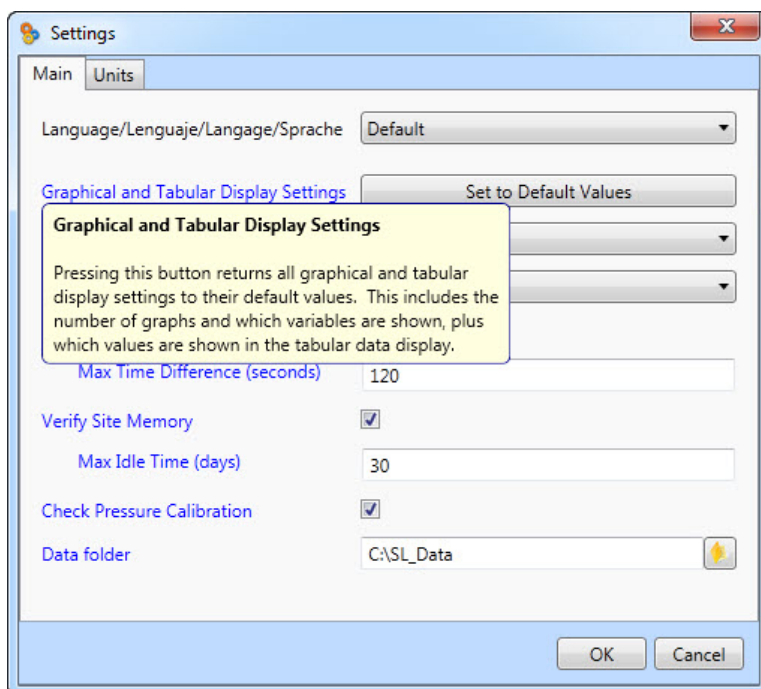 Settings
Main Units
Language/Lenguaje/Langage/Sprache Default
Graphical and Tabular Display Settings Set to Default Values
Graphical and Tabular Display Settings
Pressing this button returns all graphical and tabular
display settings to their default values. This includes the
number of graphs and which variables are shown, plus
which values are shown in the tabular data display.
Max Time Difference (seconds) 120
Verify Site Memory
Max Idle Time (days) 30
Check Pressure Calibration
Data folder C:\SL_Data
OK Cancel